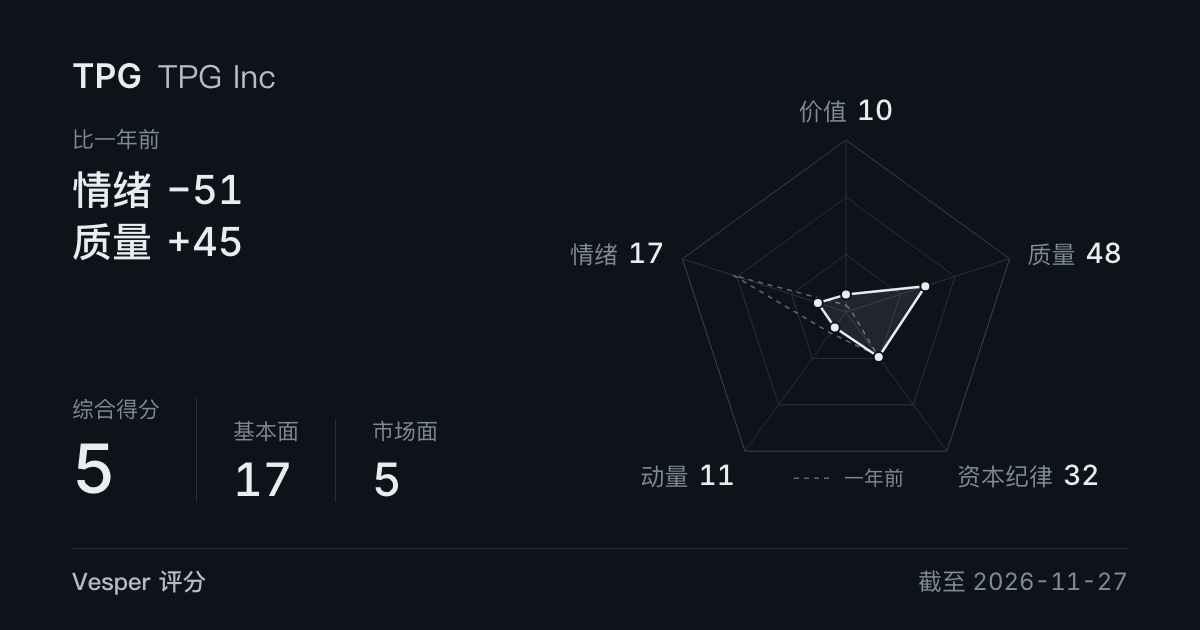 TPG TPG Inc
比一年前
情绪 −51
质量 +45
综合得分
5
基本面
17
市场面
5
价值 10
情绪 17
质量 48
动量 11
一年前
资本纪律 32
Vesper 评分
截至 2026-11-27